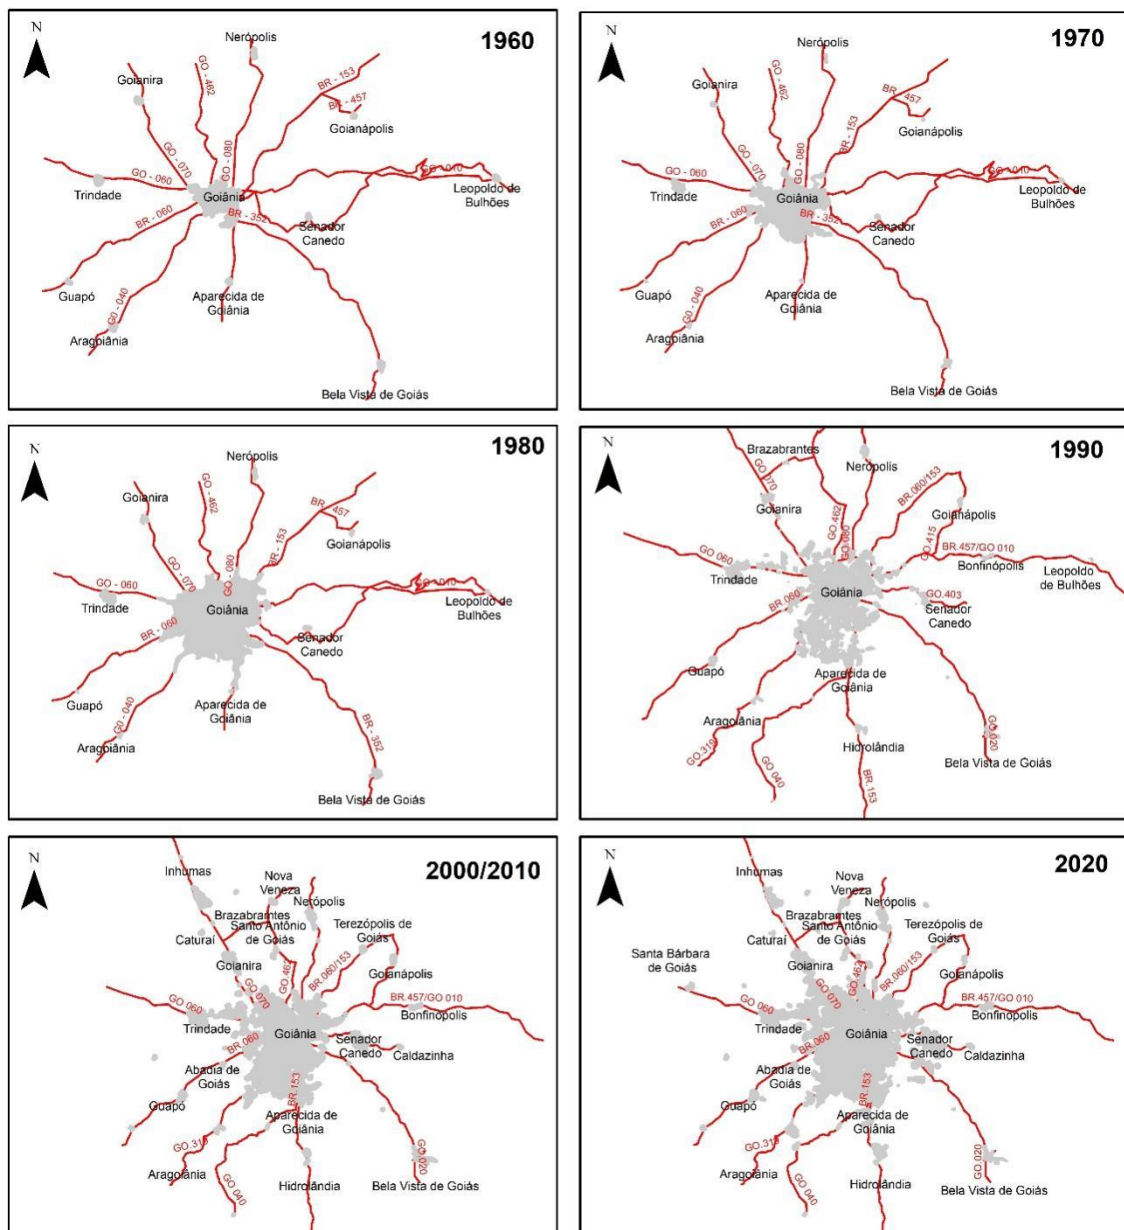 N
1960
Nerópolis
GO - 462
BR - 153
Goianira
BR - 457
Goianápolis
GO - 080
GO - 070
GO - 060
GO-010
Trindade
Goiânia
Leopoldo de
Bulhões
BR - 060
BR - 352
Senador
Canedo
Guapó
G0 - 040
Aparecida de
Goiânia
Aragoiânia
Bela Vista de Goiás
N
1970
Nerópolis
GO - 462
Goianira
BR - 457
Goianápolis
BR - 153
GO - 080
GO - 070
GO - 060
GO-010
Trindade
Goiânia
Leopoldo de
Bulhões
BR - 060
BR - 352
Senador
Canedo
Guapó
G0 - 040
Aparecida de
Goiânia
Aragoiânia
Bela Vista de Goiás
N
1980
Nerópolis
GO - 462
Goianira
BR - 457
Goianápolis
BR - 153
GO - 080
GO - 070
GO - 060
GO-010
Trindade
Goiânia
Leopoldo de
Bulhões
BR - 060
Senador
Canedo
Guapó
G0 - 040
Aparecida de
Goiânia
Aragoiânia
BR - 352
Bela Vista de Goiás
N
1990
Brazabrantes
Nerópolis
GO 070
BR.060/153
Goianira
GO.462
GO.080
Goianápolis
GO.415
BR.457/GO 010
GO 060
Bonfinópolis
Trindade
Leopoldo
de Bulhões
Goiânia
GO.403
BR.060
Senador
Canedo
Guapó
Aparecida de
Goiânia
Aragoiânia
Hidrolândia
GO.020
GO.319
GO 040
BR.153
Bela Vista de Goiás
N
2000/2010
Inhumas
Nova
Veneza
Nerópolis
Brazabrantes
Santo Antônio
de Goiás
Terezópolis de
Goiás
Caturaí
Goianira
GO.462
BR.060/153
Goianápolis
GO 070
GO 060
BR.457/GO 010
Bonfinópolis
Trindade
Goiânia
Senador
Canedo
Caldazinha
BR.060
Abadia de
Goiás
Guapó
BR.153
Aparecida de
Goiânia
GO.319
Aragoiânia
GO 040
Hidrolândia
GO.020
Bela Vista de Goiás
N
2020
Inhumas
Nova
Veneza
Nerópolis
Brazabrantes
Santo Antônio
de Goiás
Terezópolis de
Goiás
Caturaí
Santa Bárbara
de Goiás
Goianira
GO.462
BR.060/153
Goianápolis
GO 070
GO 060
BR.457/GO 010
Bonfinópolis
Trindade
Goiânia
Senador
Canedo
Caldazinha
BR.060
Abadia de
Goiás
Guapó
BR.153
Aparecida de
Goiânia
GO.319
Aragoiânia
GO 040
Hidrolândia
GO.020
Bela Vista de Goiás